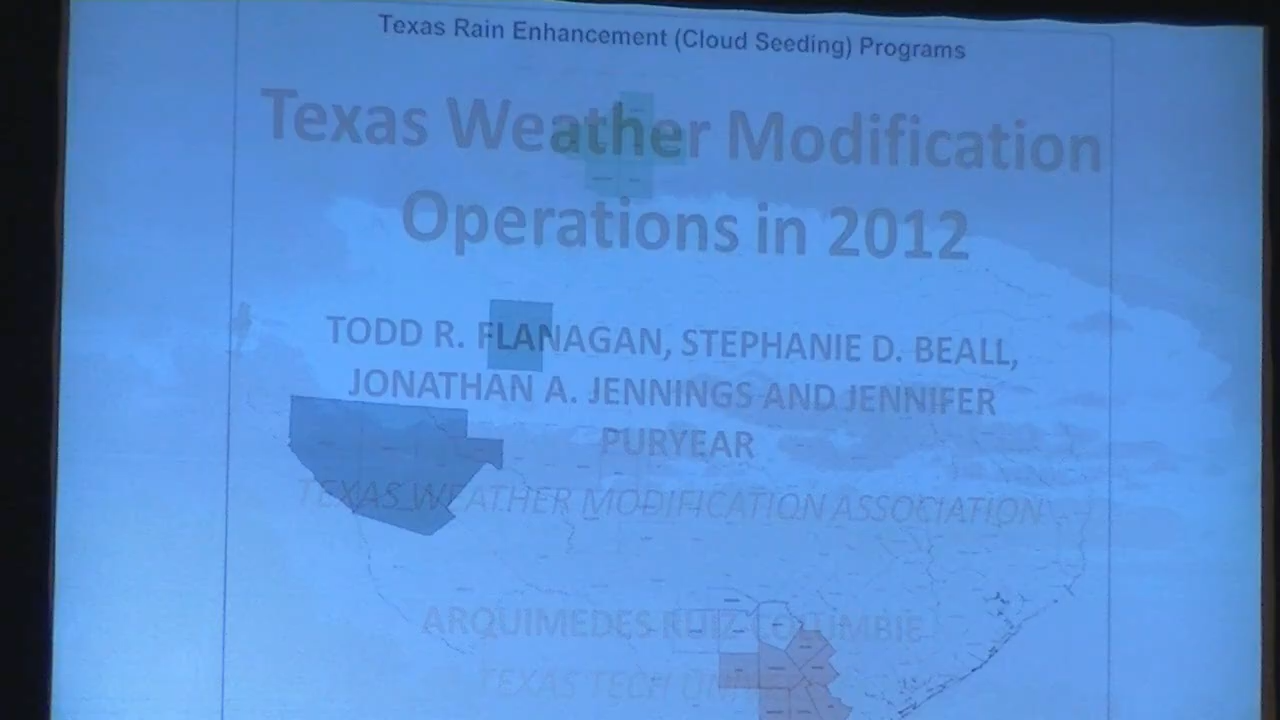 Texas Rain Enhancement (Cloud Seeding) Programs
Texas Weather Modification
Operations in 2012
TODD R. FLANAGAN, STEPHANIE D. BEALL,
JONATHAN A. JENNINGS AND JENNIFER
PURYEAR
TEXAS WEATHER MODIFICATION ASSOCIATION
ARQUIMEDES RUIZ-COLUMBIE
TEXAS TECH